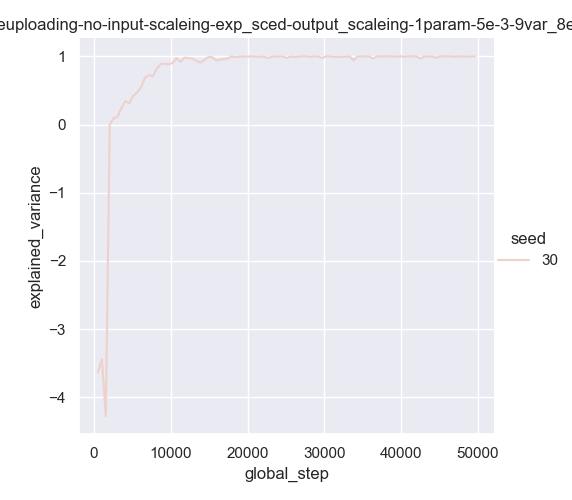 euploading-no-input-scaleing-exp_sced-output_scaleing-1param-5e-3-9var_8e
1
0
−1
−2
−3
−4
explained_variance
0 10000 20000 30000 40000 50000
global_step
seed
30